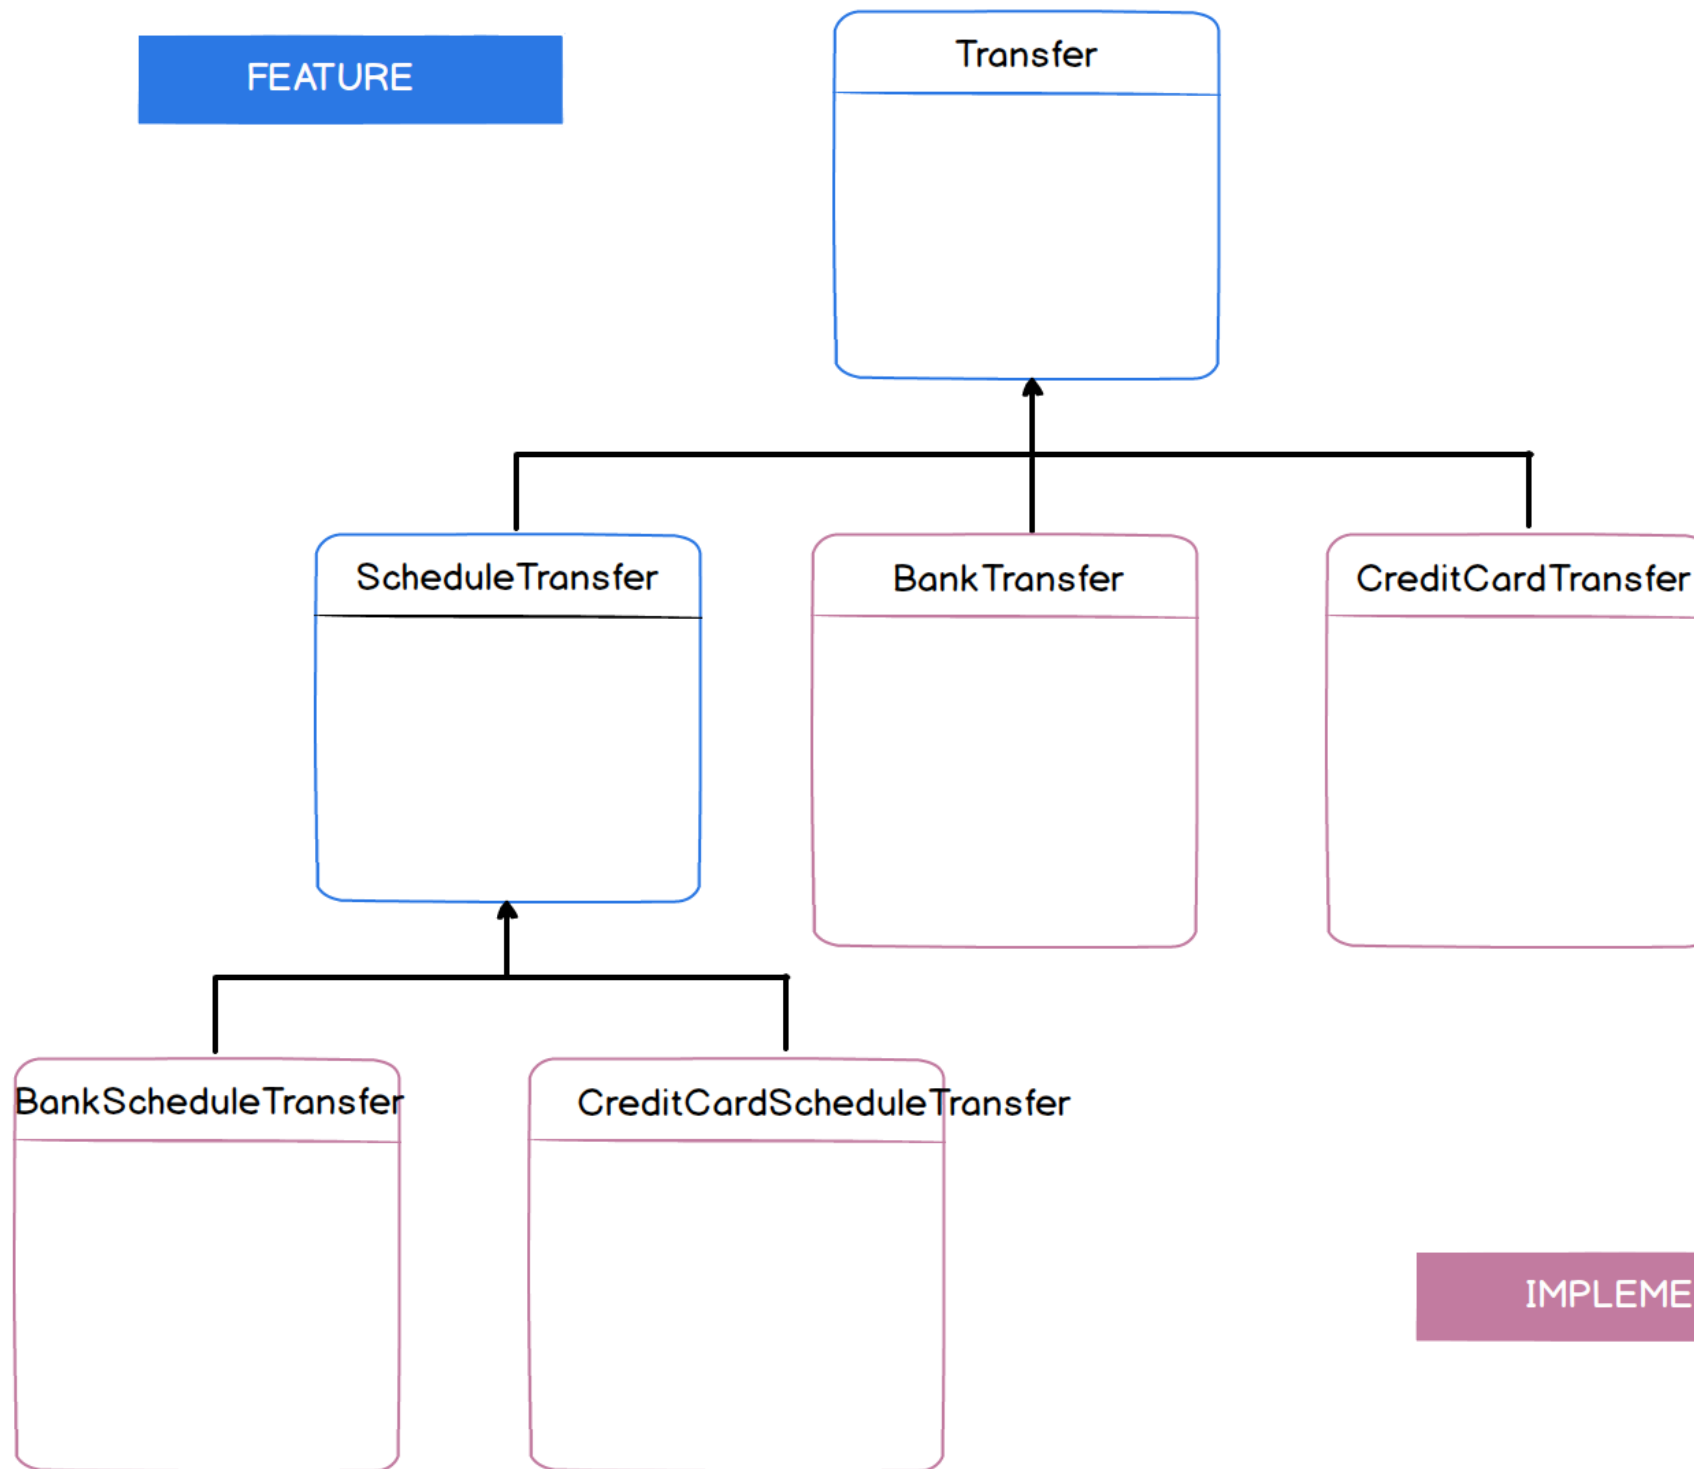 FEATURE
Transfer
ScheduleTransfer
BankTransfer
CreditCardTransfer
BankScheduleTransfer
CreditCardScheduleTransfer
IMPLEME